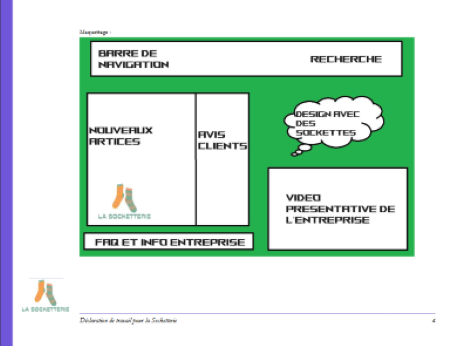 Maquettage :
BARRE DE
NAVIGATION
RECHERCHE
NOUVEAUX
ARTICES
AVIS
CLIENTS
DESIGN AVEC
DES
SOCKETTES
LA SOCKETTERIE
VIDEO
PRESENTATIVE DE
L'ENTREPRISE
FAQ ET INFO ENTREPRISE
LA SOCKETTERIE
Déclaration de travail pour la Socketterie
4